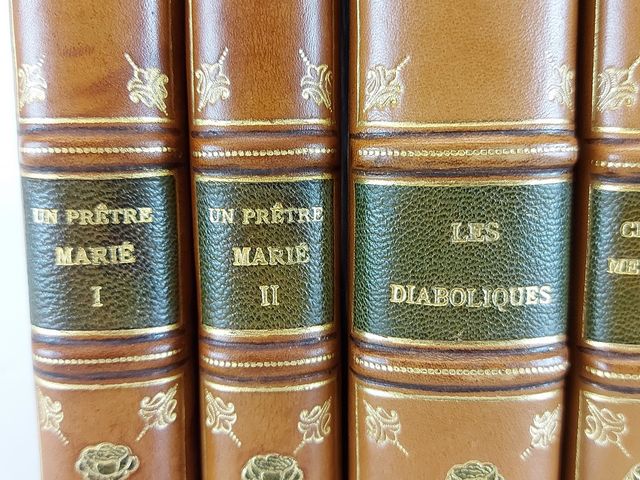 UN PRÊTRE
MARIÉ
I
UN PRÊTRE
MARIÉ
II
LES
DIABOLIQUES